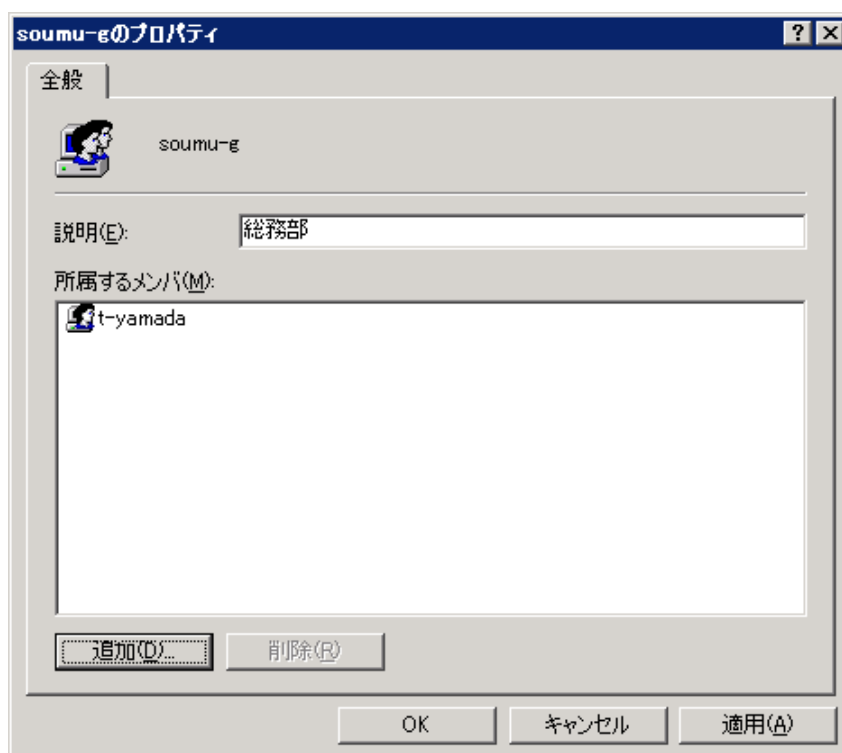 soumu-gのプロパティ
全般
soumu-g
説明(E):
総務部
所属するメンバ(M):
t-yamada
追加(D)...
削除(R)
OK
キャンセル
適用(A)